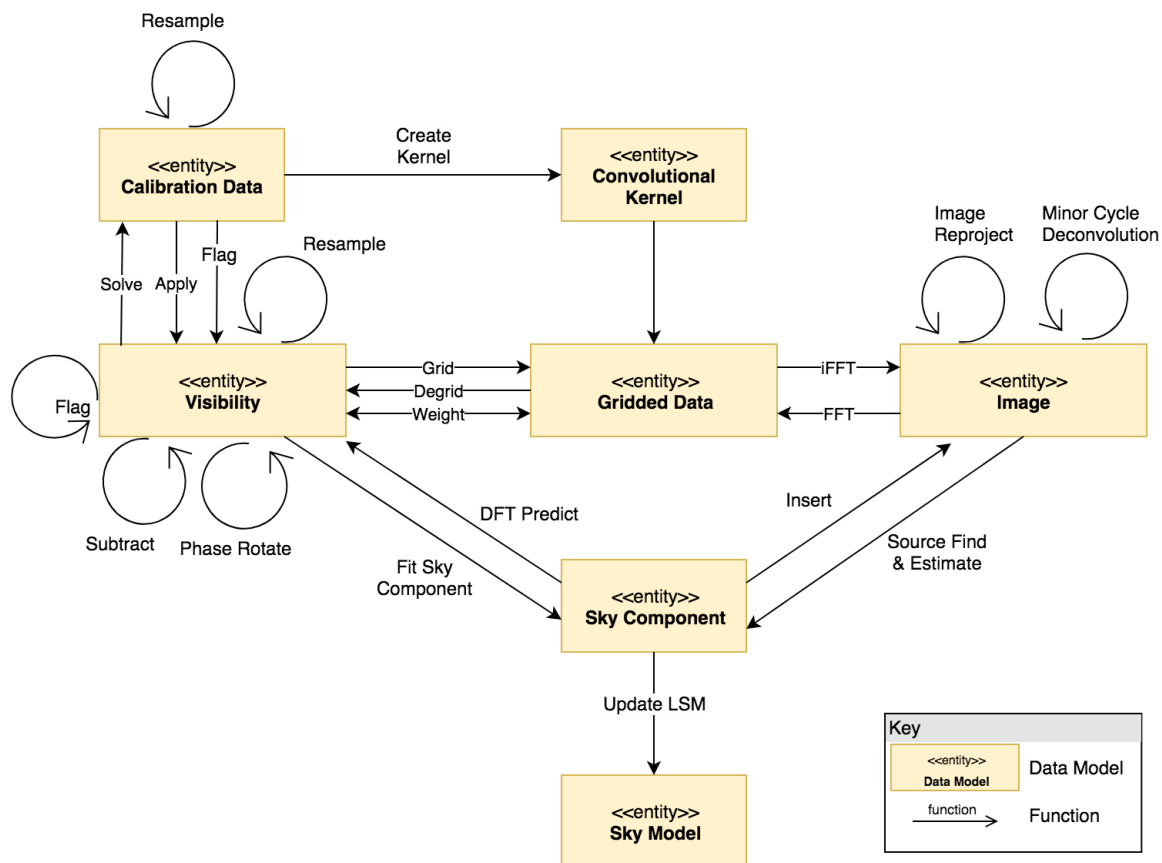 Resample
<<entity>>
Calibration Data
Create
Kernel
<<entity>>
Convolutional
Kernel
Solve
Apply
Flag
Resample
Image
Reproject
Minor Cycle
Deconvolution
Flag
<<entity>>
Visibility
Grid
Degrid
Weight
<<entity>>
Gridded Data
iFFT
FFT
<<entity>>
Image
Subtract
Phase Rotate
DFT Predict
Fit Sky
Component
Insert
Source Find
& Estimate
<<entity>>
Sky Component
Update LSM
<<entity>>
Sky Model
Key
<<entity>>
Data Model
Data Model
function
Function